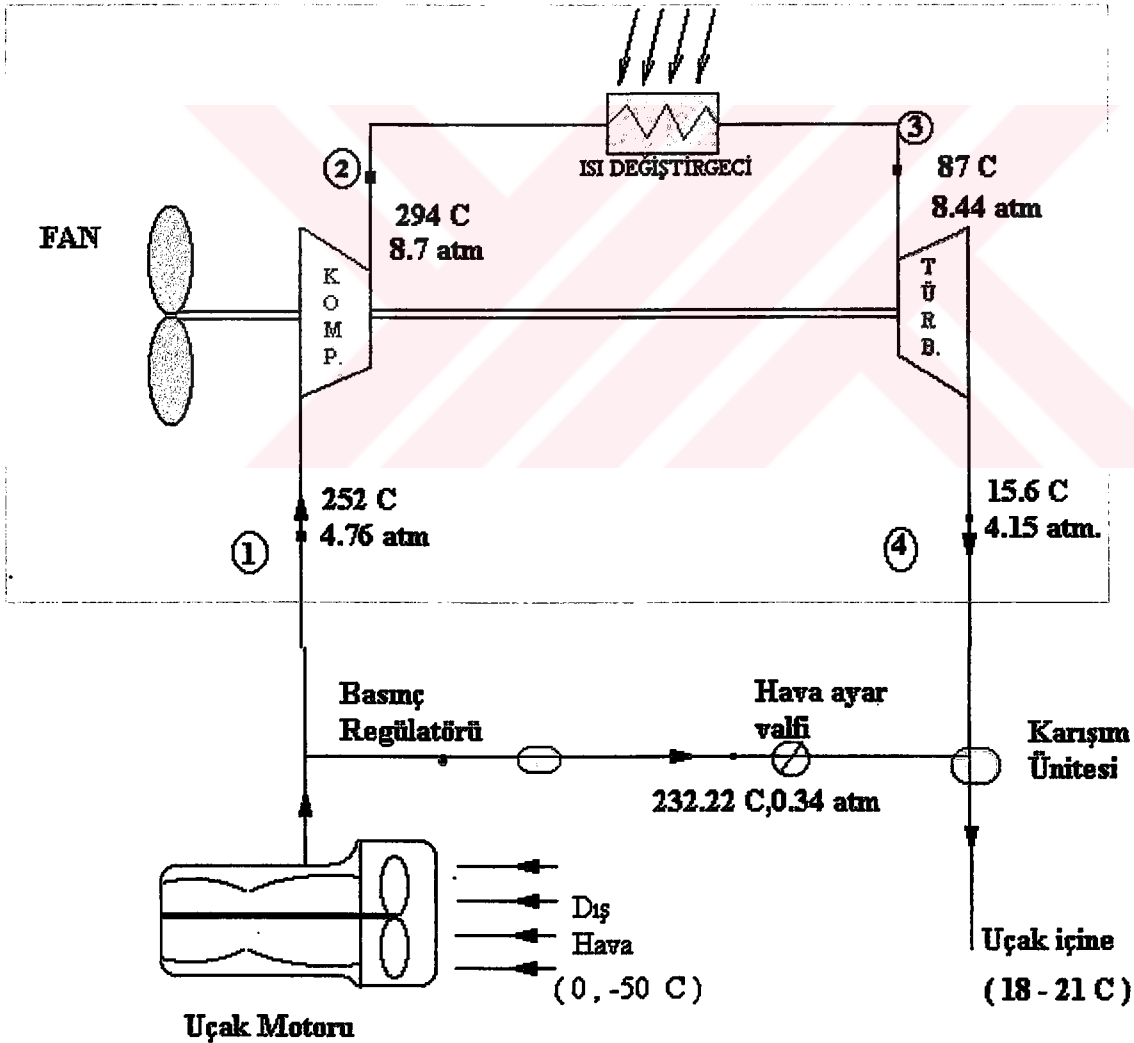 ISI DEĞİŞTİRGECİ
2
3
87 C
8.44 atm
294 C
8.7 atm
FAN
KOMP.
TÜRB.
252 C
4.76 atm
1
15.6 C
4.15 atm.
4
Basınç
Regülatörü
Hava ayar
valfi
Karışım
Ünitesi
232.22 C,0.34 atm
Dış
Hava
(0, -50 C)
Uçak içine
(18 - 21 C)
Uçak Motoru